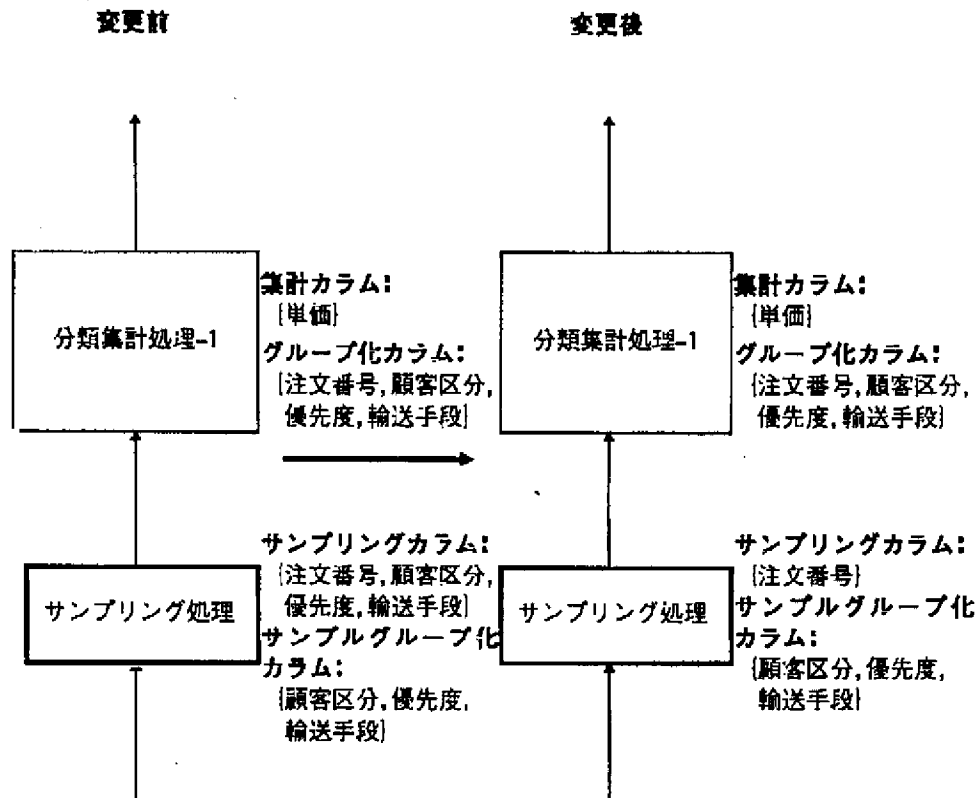 変更前
変更後
分類集計処理-1
集計カラム:
{単価}
グループ化カラム:
{注文番号,顧客区分,
優先度,輸送手段}
分類集計処理-1
集計カラム:
{単価}
グループ化カラム:
{注文番号,顧客区分,
優先度,輸送手段}
サンプリング処理
サンプリングカラム:
{注文番号,顧客区分,
優先度,輸送手段}
サンプルグループ化
カラム:
{顧客区分,優先度,
輸送手段}
サンプリング処理
サンプリングカラム:
{注文番号}
サンプルグループ化
カラム:
{顧客区分,優先度,
輸送手段}